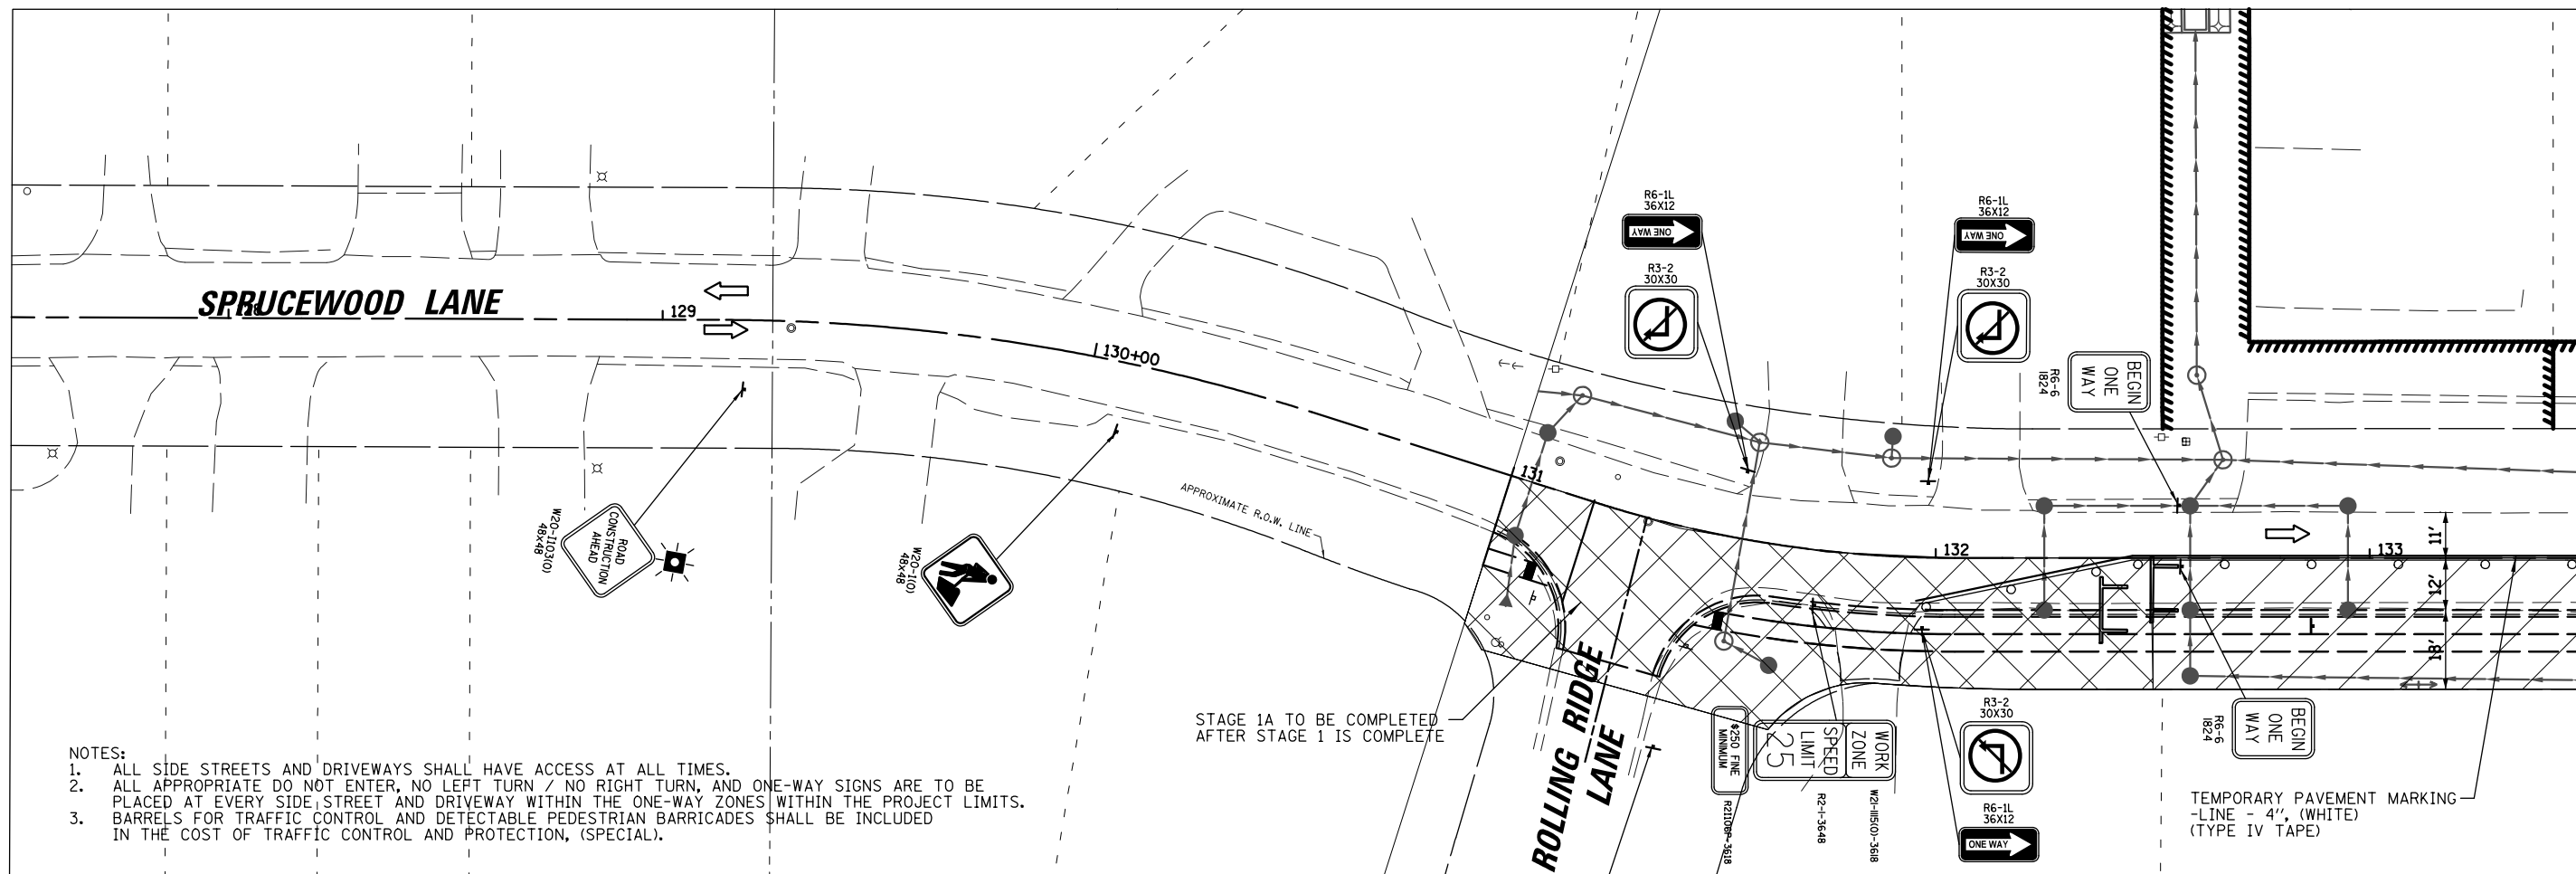 SPRUCEWOOD LANE
128
129
130+00
131
132
133
R6-1L
36X12
ONE WAY
R3-2
30X30
R6-1L
36X12
ONE WAY
R3-2
30X30
BEGIN
ONE
WAY
R6-6
1824
APPROXIMATE R.O.W. LINE
W20-1103(O)
48x48
ROAD
CONSTRUCTION
AHEAD
W20-1(O)
48x48
11'
12'
18'
STAGE 1A TO BE COMPLETED
AFTER STAGE 1 IS COMPLETE
ROLLING RIDGE
LANE
$250 FINE
MINIMUM
WORK
ZONE
SPEED
LIMIT
25
R2-1-3648
W21-1115(O)-3618
R3-2
30X30
R6-1L
36X12
ONE WAY
BEGIN
ONE
WAY
R6-6
1824
TEMPORARY PAVEMENT MARKING
-LINE - 4", (WHITE)
(TYPE IV TAPE)
NOTES:
1. ALL SIDE STREETS AND DRIVEWAYS SHALL HAVE ACCESS AT ALL TIMES.
2. ALL APPROPRIATE DO NOT ENTER, NO LEFT TURN / NO RIGHT TURN, AND ONE-WAY SIGNS ARE TO BE
PLACED AT EVERY SIDE STREET AND DRIVEWAY WITHIN THE ONE-WAY ZONES WITHIN THE PROJECT LIMITS.
3. BARRELS FOR TRAFFIC CONTROL AND DETECTABLE PEDESTRIAN BARRICADES SHALL BE INCLUDED
IN THE COST OF TRAFFIC CONTROL AND PROTECTION, (SPECIAL).